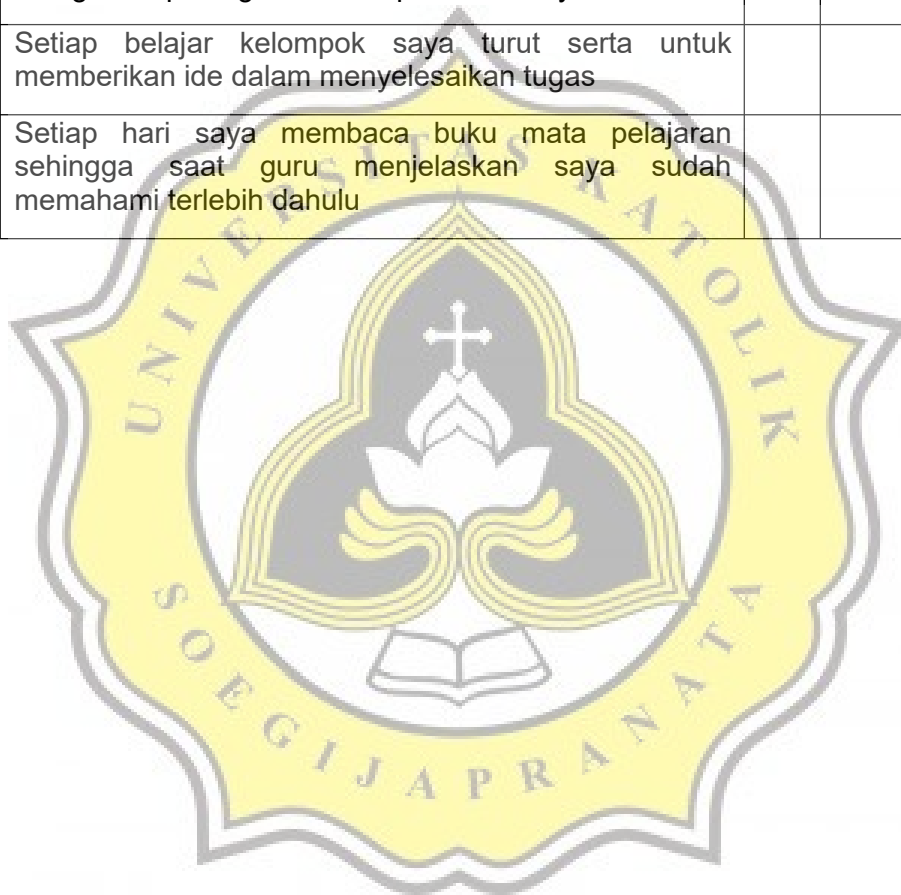 Setiap belajar kelompok saya turut serta untuk
memberikan ide dalam menyelesaikan tugas
Setiap hari saya membaca buku mata pelajaran
sehingga saat guru menjelaskan saya sudah
memahami terlebih dahulu
UNIVERSITAS KATOLIK
SOEGIJAPRANATA